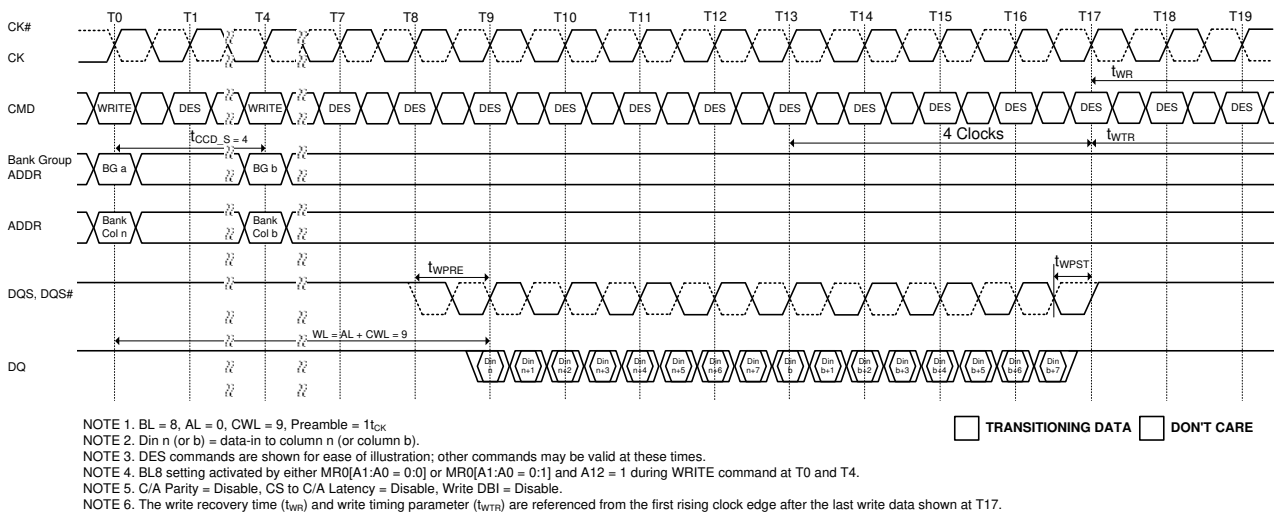 T0 T1 T4 T7 T8 T9 T10 T11 T12 T13 T14 T15 T16 T17 T18 T19
CK#
CK
tWR
CMD WRITE DES WRITE DES DES DES DES DES DES DES DES DES DES DES DES DES
tCCD_S = 4
4 Clocks
tWTR
Bank Group
ADDR
BG a BG b
ADDR
Bank Col n
Bank Col b
tWPRE
tWPST
DQS, DQS#
WL = AL + CWL = 9
DQ
Din n
Din n+1
Din n+2
Din n+3
Din n+4
Din n+5
Din n+6
Din n+7
Din b
Din b+1
Din b+2
Din b+3
Din b+4
Din b+5
Din b+6
Din b+7
NOTE 1. BL = 8, AL = 0, CWL = 9, Preamble = 1tCK
NOTE 2. Din n (or b) = data-in to column n (or column b).
NOTE 3. DES commands are shown for ease of illustration; other commands may be valid at these times.
NOTE 4. BL8 setting activated by either MR0[A1:A0 = 0:0] or MR0[A1:A0 = 0:1] and A12 = 1 during WRITE command at T0 and T4.
NOTE 5. C/A Parity = Disable, CS to C/A Latency = Disable, Write DBI = Disable.
NOTE 6. The write recovery time (tWR) and write timing parameter (tWTR) are referenced from the first rising clock edge after the last write data shown at T17.
TRANSITIONING DATA DON'T CARE